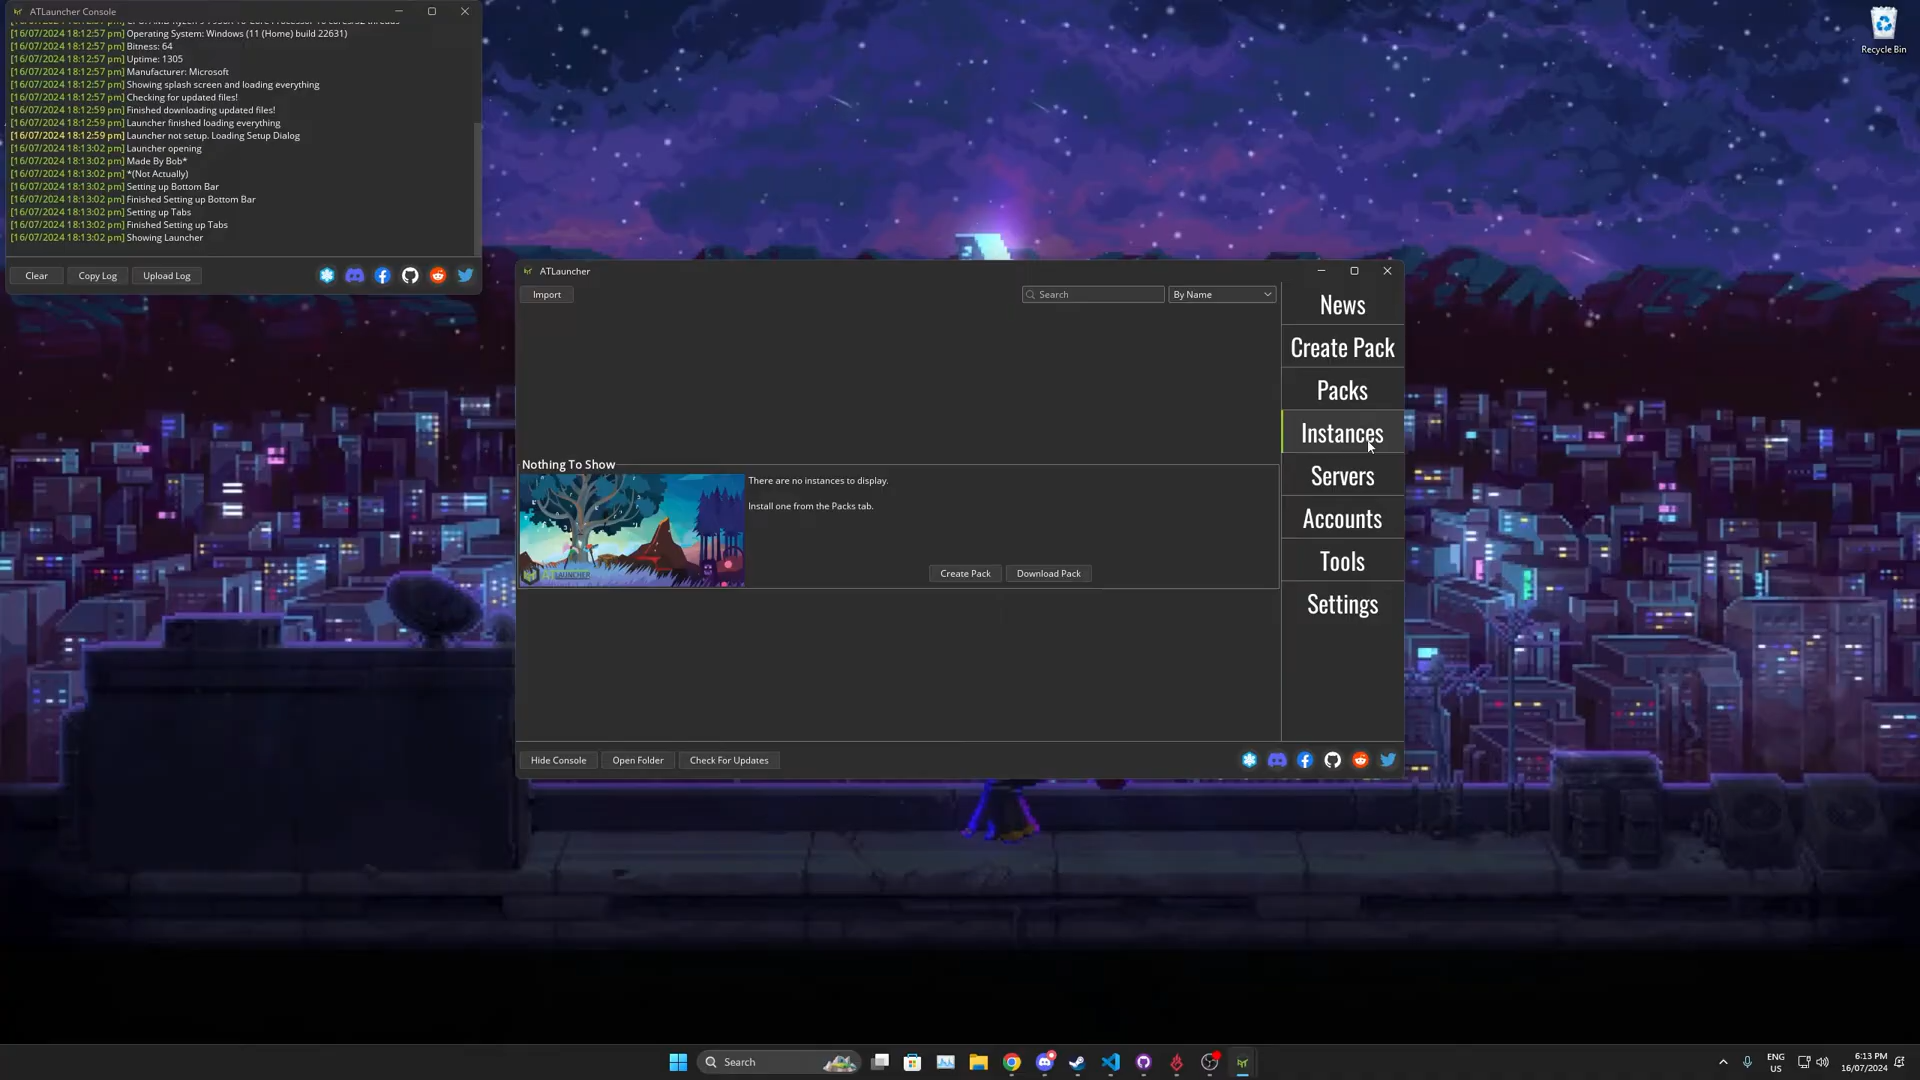 ATLauncher Console
[16/07/2024 18:12:57 pm] Operating System: Windows (11 (Home) build 22631)
[16/07/2024 18:12:57 pm] Bitness: 64
[16/07/2024 18:12:57 pm] Uptime: 1305
[16/07/2024 18:12:57 pm] Manufacturer: Microsoft
[16/07/2024 18:12:57 pm] Showing splash screen and loading everything
[16/07/2024 18:12:57 pm] Checking for updated files!
[16/07/2024 18:12:59 pm] Finished downloading updated files!
[16/07/2024 18:12:59 pm] Launcher finished loading everything
[16/07/2024 18:12:59 pm] Launcher not setup. Loading Setup Dialog
[16/07/2024 18:13:02 pm] Launcher opening
[16/07/2024 18:13:02 pm] Made By Bob*
[16/07/2024 18:13:02 pm] *(Not Actually)
[16/07/2024 18:13:02 pm] Setting up Bottom Bar
[16/07/2024 18:13:02 pm] Finished Setting up Bottom Bar
[16/07/2024 18:13:02 pm] Setting up Tabs
[16/07/2024 18:13:02 pm] Finished Setting up Tabs
[16/07/2024 18:13:02 pm] Showing Launcher
Clear Copy Log Upload Log
Recycle Bin
ATLauncher
Import Search By Name
News
Create Pack
Packs
Instances
Servers
Accounts
Tools
Settings
Nothing To Show
There are no instances to display.
Install one from the Packs tab.
ATLAUNCHER
Create Pack Download Pack
Hide Console Open Folder Check For Updates
Search
ENG
US
6:13 PM
16/07/2024